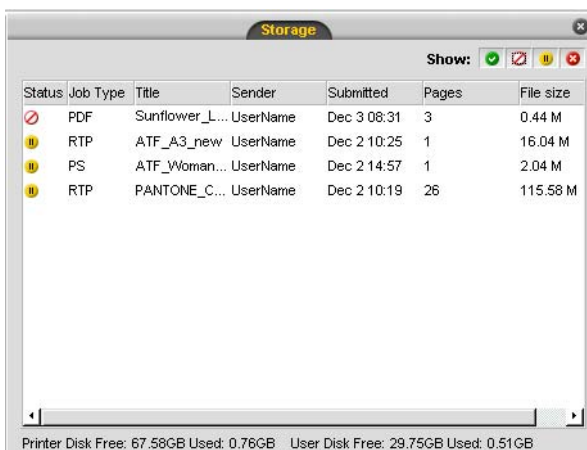 Storage
Show:
Status Job Type Title Sender Submitted Pages File size
PDF Sunflower_L... UserName Dec 3 08:31 3 0.44 M
RTP ATF_A3_new UserName Dec 2 10:25 1 16.04 M
PS ATF_Woman... UserName Dec 2 14:57 1 2.04 M
RTP PANTONE_C... UserName Dec 2 10:19 26 115.58 M
Printer Disk Free: 67.58GB Used: 0.76GB User Disk Free: 29.75GB Used: 0.51GB